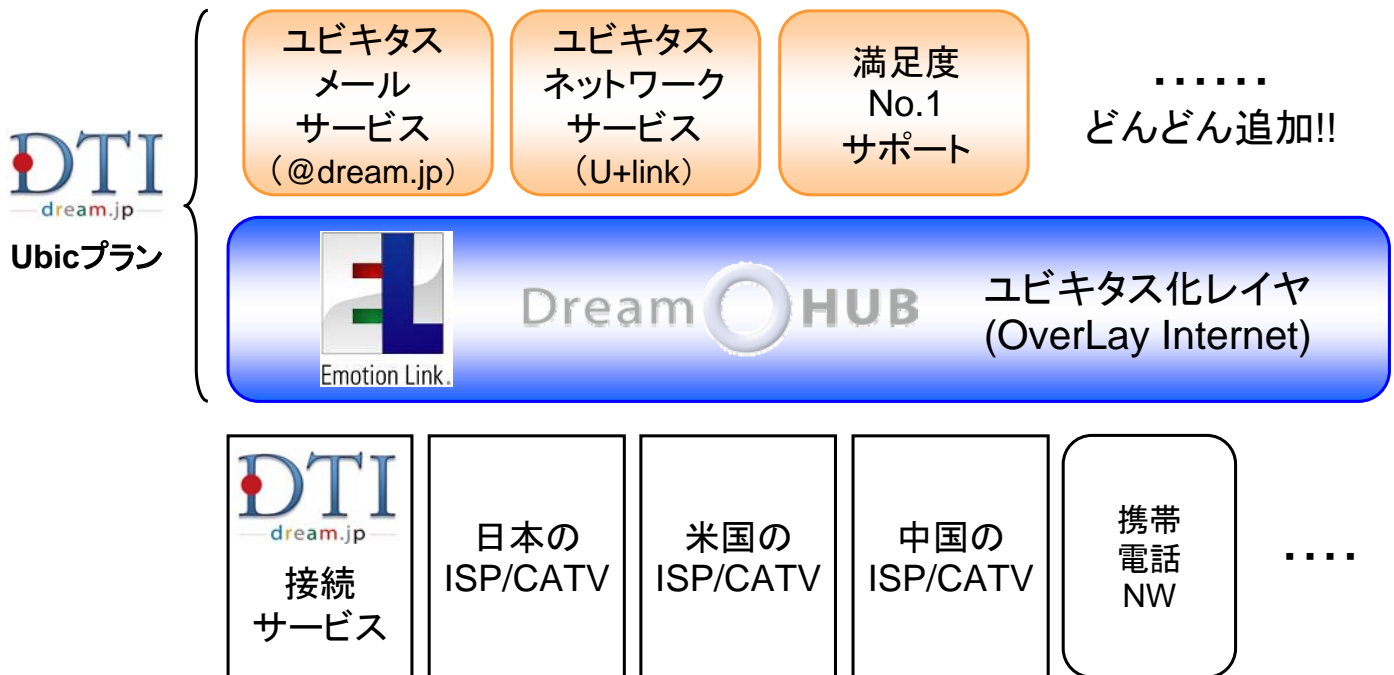 ユビキタス
メール
サービス
（@dream.jp）
ユビキタス
ネットワーク
サービス
（U+link）
満足度
No.1
サポート
‥‥‥
どんどん追加!!
DTI
dream.jp
Ubicプラン
EL
Emotion Link.
Dream HUB
ユビキタス化レイヤ
(OverLay Internet)
DTI
dream.jp
接続
サービス
日本の
ISP/CATV
米国の
ISP/CATV
中国の
ISP/CATV
携帯
電話
NW
‥‥